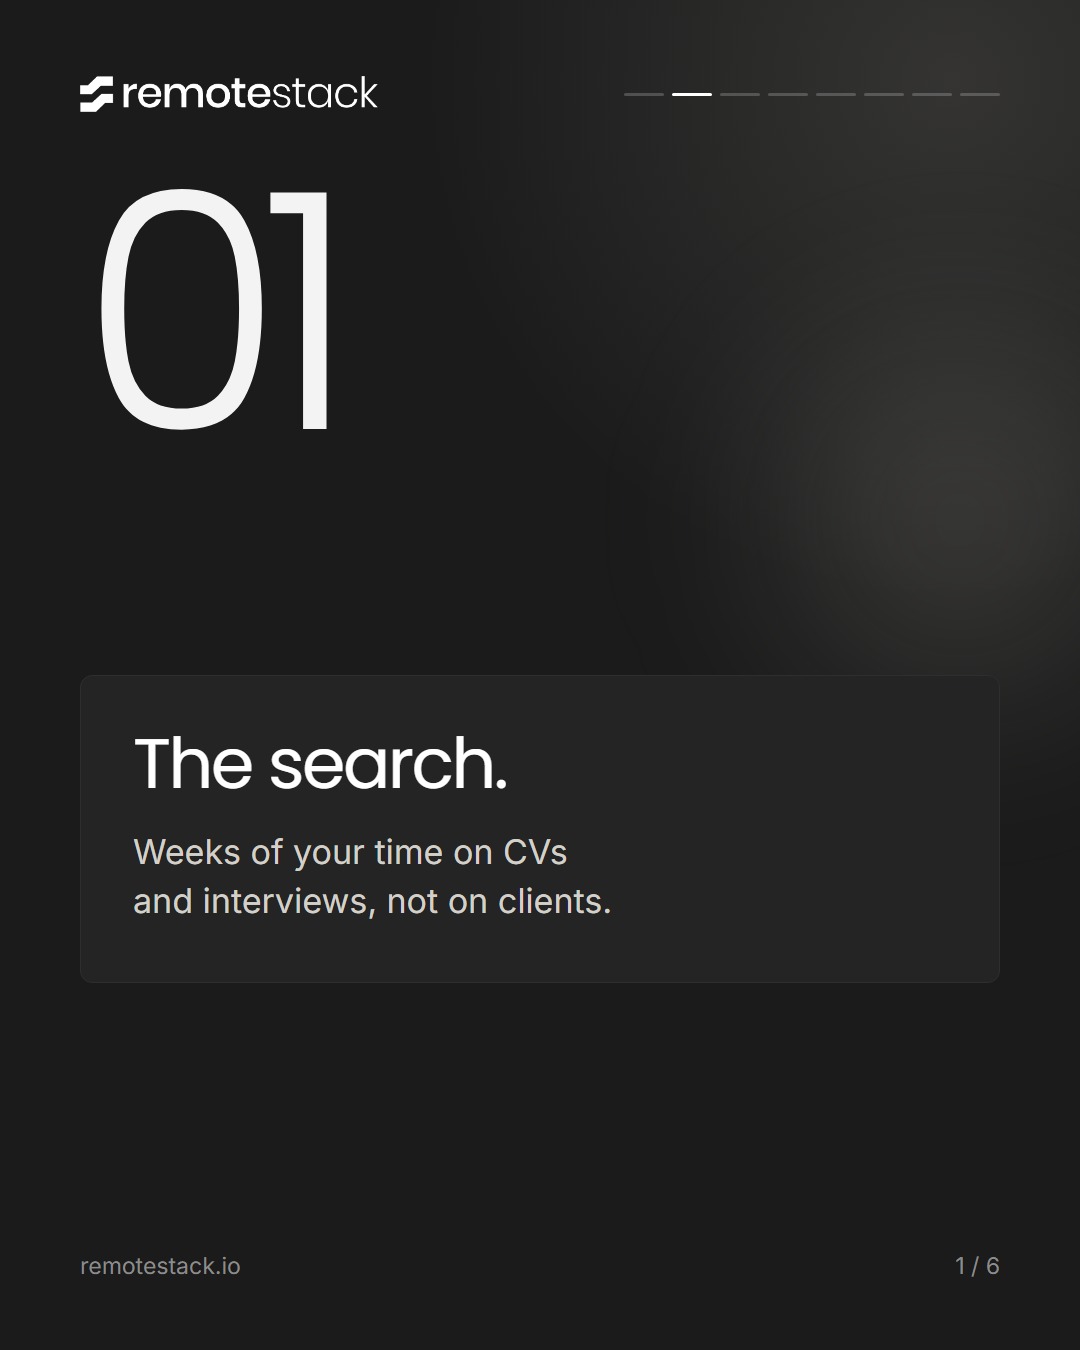 remotestack
01
The search.
Weeks of your time on CVs
and interviews, not on clients.
remotestack.io
1 / 6